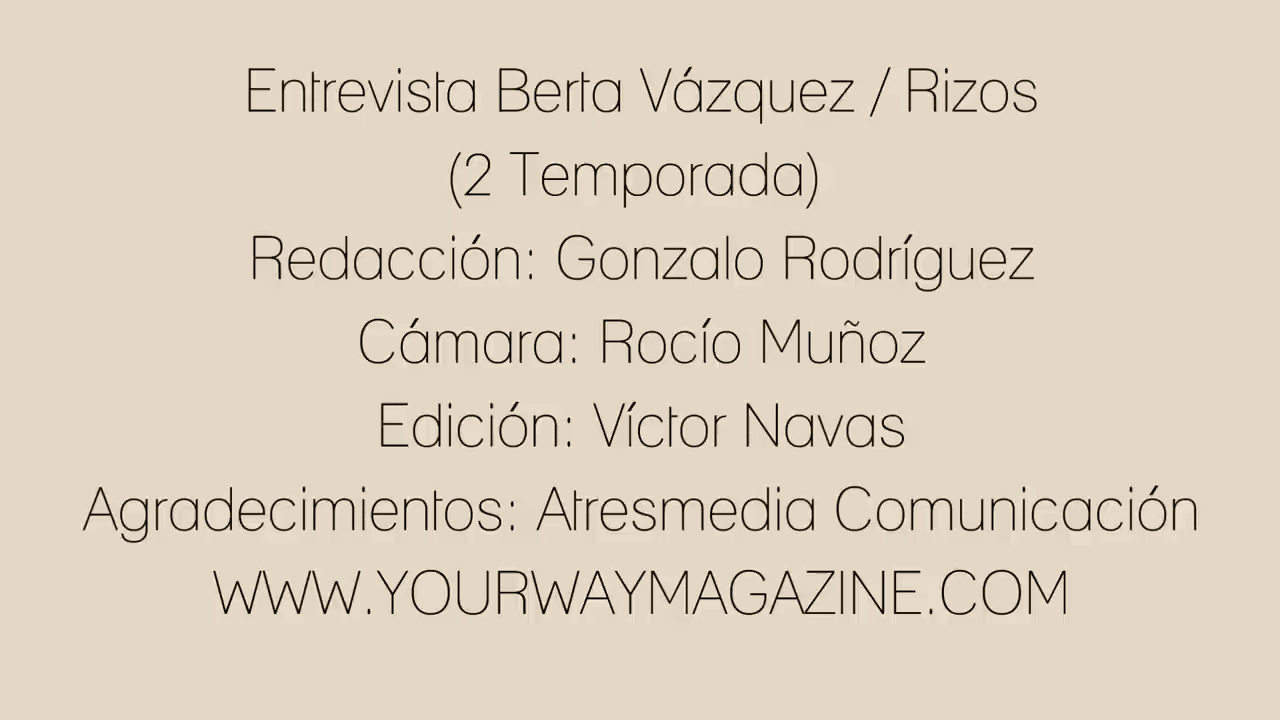 Entrevista Berta Vázquez / Rizos
(2 Temporada)
Redacción: Gonzalo Rodríguez
Cámara: Rocío Muñoz
Edición: Víctor Navas
Agradecimientos: Atresmedia Comunicación
WWW.YOURWAYMAGAZINE.COM